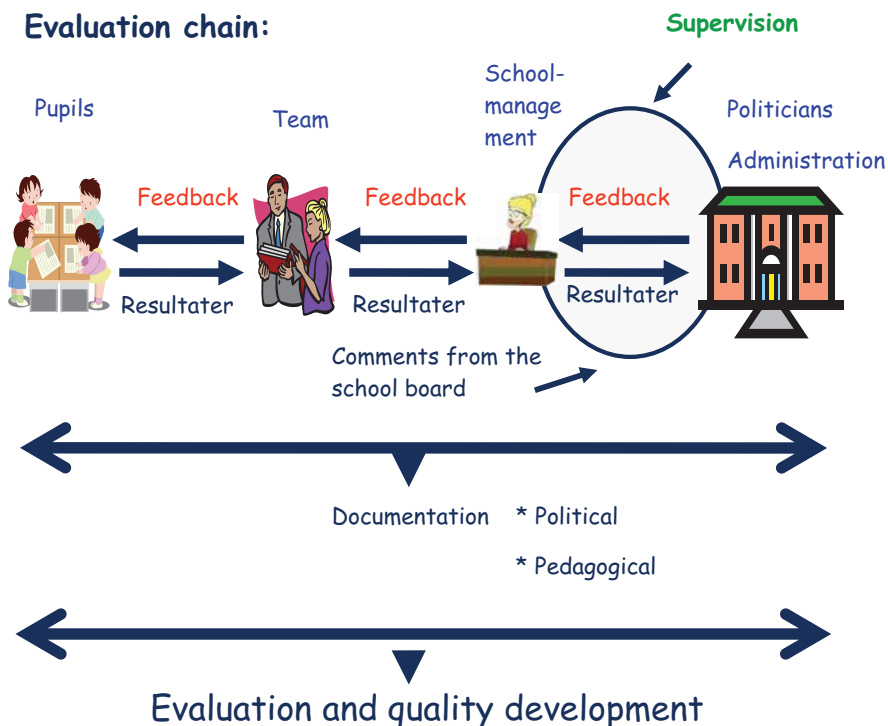 Evaluation chain:
Supervision
School-
manage
ment
Pupils
Team
Politicians
Administration
Feedback
Feedback
Feedback
Resultater
Resultater
Resultater
Comments from the
school board
Documentation * Political
* Pedagogical
Evaluation and quality development